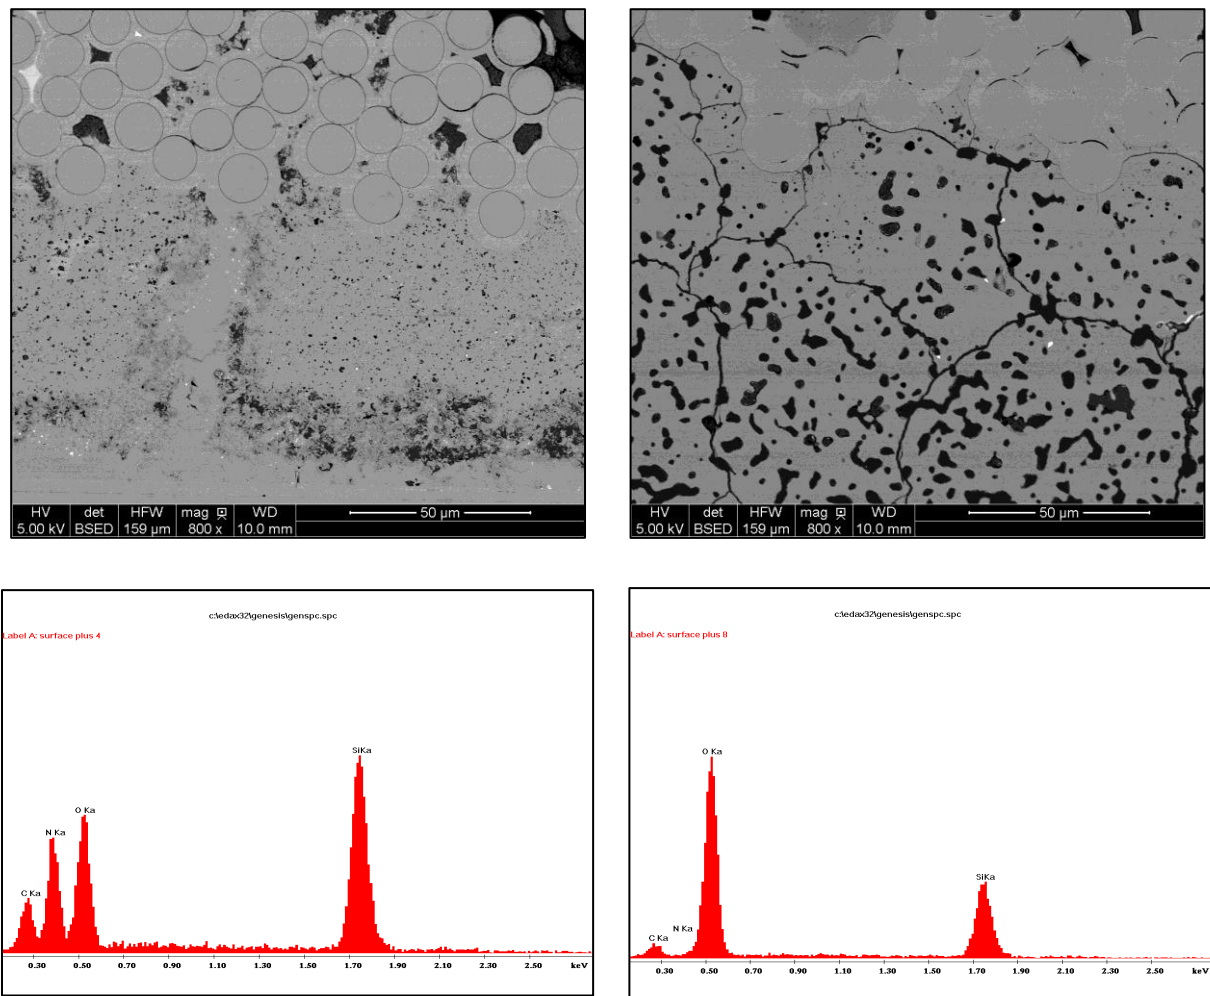 HV det HFW mag WD
5.00 kV BSED 159 µm 800 x 10.0 mm
50 µm
HV det HFW mag WD
5.00 kV BSED 159 µm 800 x 10.0 mm
50 µm
c:\edax32\genesis\genspc.spc
Label A: surface plus 4
SiKa
O Ka
N Ka
C Ka
0.30 0.50 0.70 0.90 1.10 1.30 1.50 1.70 1.90 2.10 2.30 2.50 keV
c:\edax32\genesis\genspc.spc
Label A: surface plus 8
O Ka
SiKa
N Ka
C Ka
0.30 0.50 0.70 0.90 1.10 1.30 1.50 1.70 1.90 2.10 2.30 2.50 keV